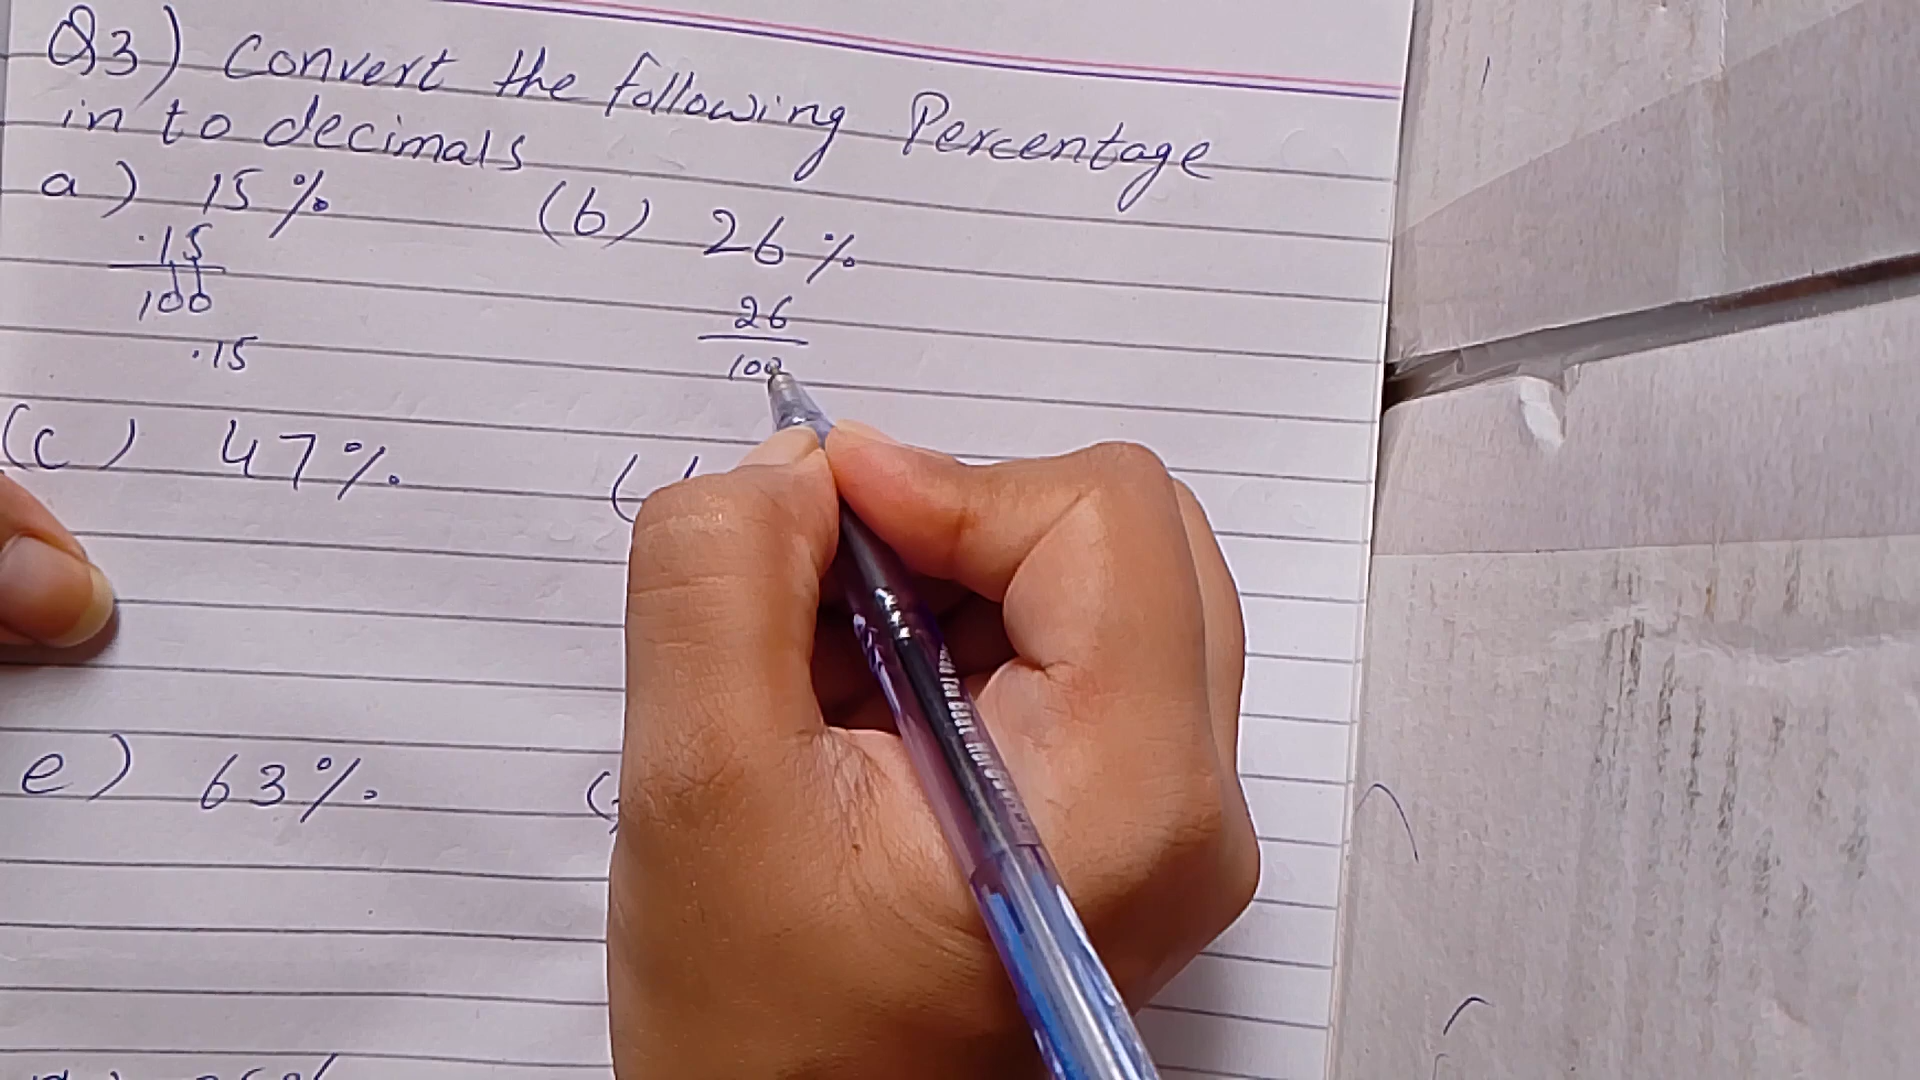 Q3) Convert the following Percentage
in to decimals
a) 15% (b) 26%
.15
100
.15
26
100
(c) 47%
e) 63%